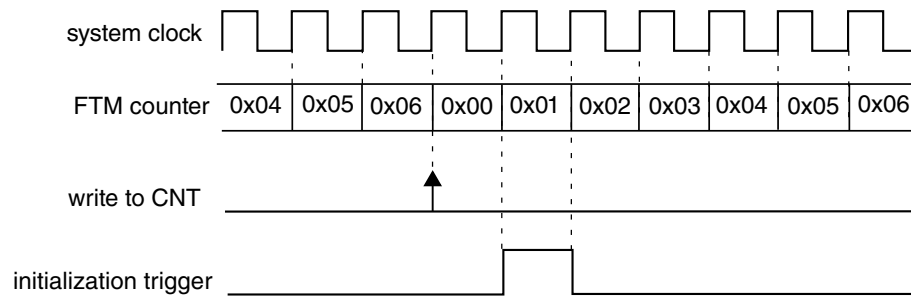 system clock
FTM counter 0x04 0x05 0x06 0x00 0x01 0x02 0x03 0x04 0x05 0x06
write to CNT
initialization trigger